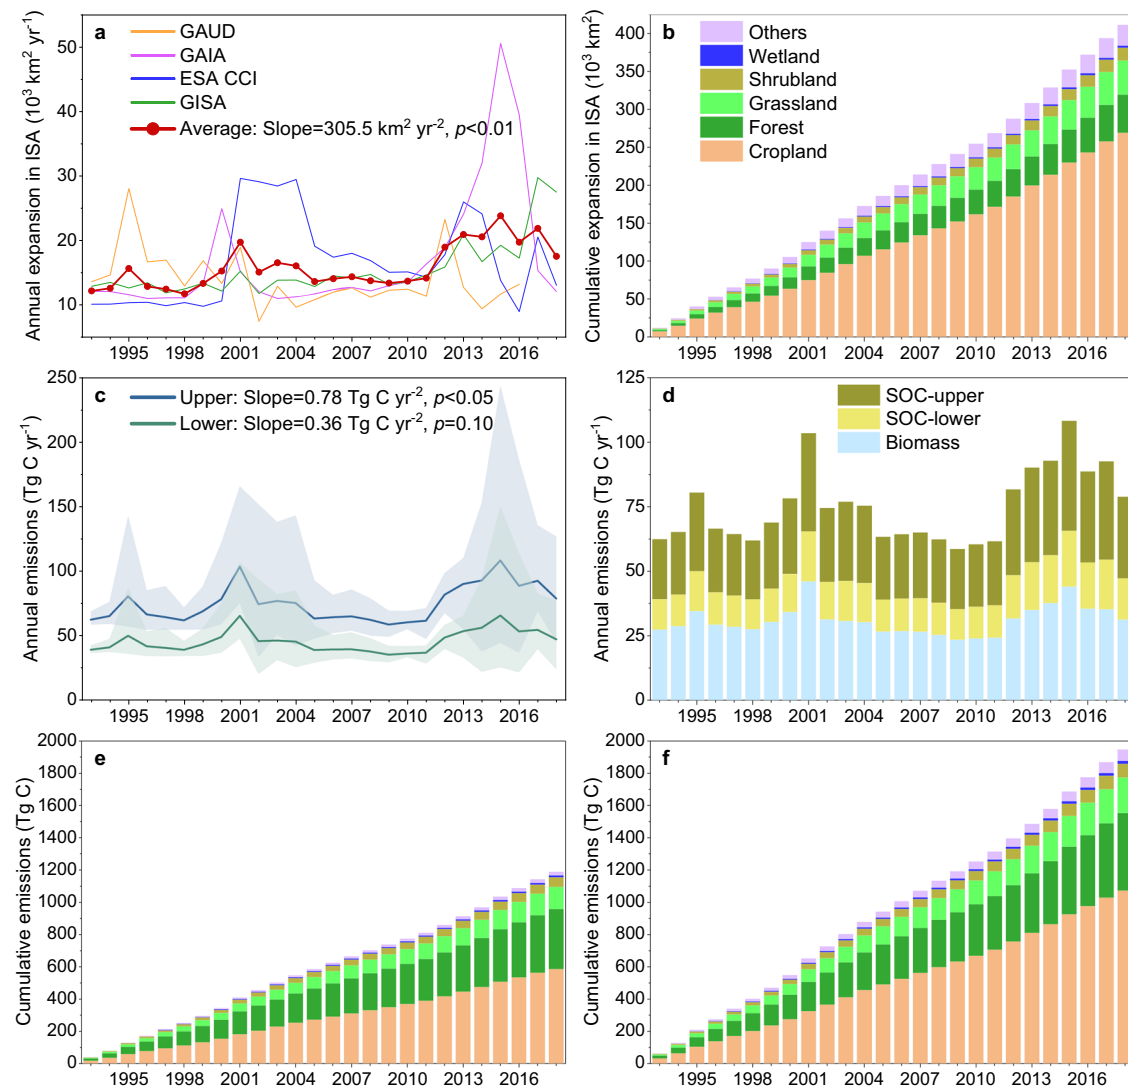 a
GAUD
GAIA
ESA CCI
GISA
Average: Slope=305.5 km² yr⁻², p<0.01
Annual expansion in ISA (10³ km² yr⁻¹)
50
40
30
20
10
1995 1998 2001 2004 2007 2010 2013 2016
b
Others
Wetland
Shrubland
Grassland
Forest
Cropland
Cumulative expansion in ISA (10³ km²)
400
350
300
250
200
150
100
50
0
1995 1998 2001 2004 2007 2010 2013 2016
c
Upper: Slope=0.78 Tg C yr⁻², p<0.05
Lower: Slope=0.36 Tg C yr⁻², p=0.10
Annual emissions (Tg C yr⁻¹)
250
200
150
100
50
0
1995 1998 2001 2004 2007 2010 2013 2016
d
SOC-upper
SOC-lower
Biomass
Annual emissions (Tg C yr⁻¹)
125
100
75
50
25
0
1995 1998 2001 2004 2007 2010 2013 2016
e
Cumulative emissions (Tg C)
2000
1800
1600
1400
1200
1000
800
600
400
200
0
1995 1998 2001 2004 2007 2010 2013 2016
f
Cumulative emissions (Tg C)
2000
1800
1600
1400
1200
1000
800
600
400
200
0
1995 1998 2001 2004 2007 2010 2013 2016